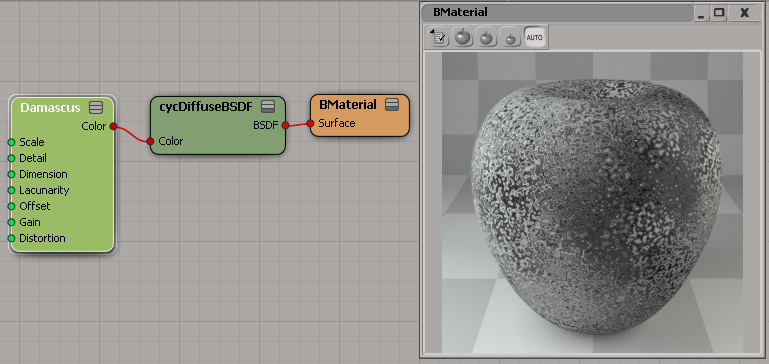 BMaterial
AUTO
Damascus
Color
Scale
Detail
Dimension
Lacunarity
Offset
Gain
Distortion
cycDiffuseBSDF
BSDF
Color
BMaterial
Surface